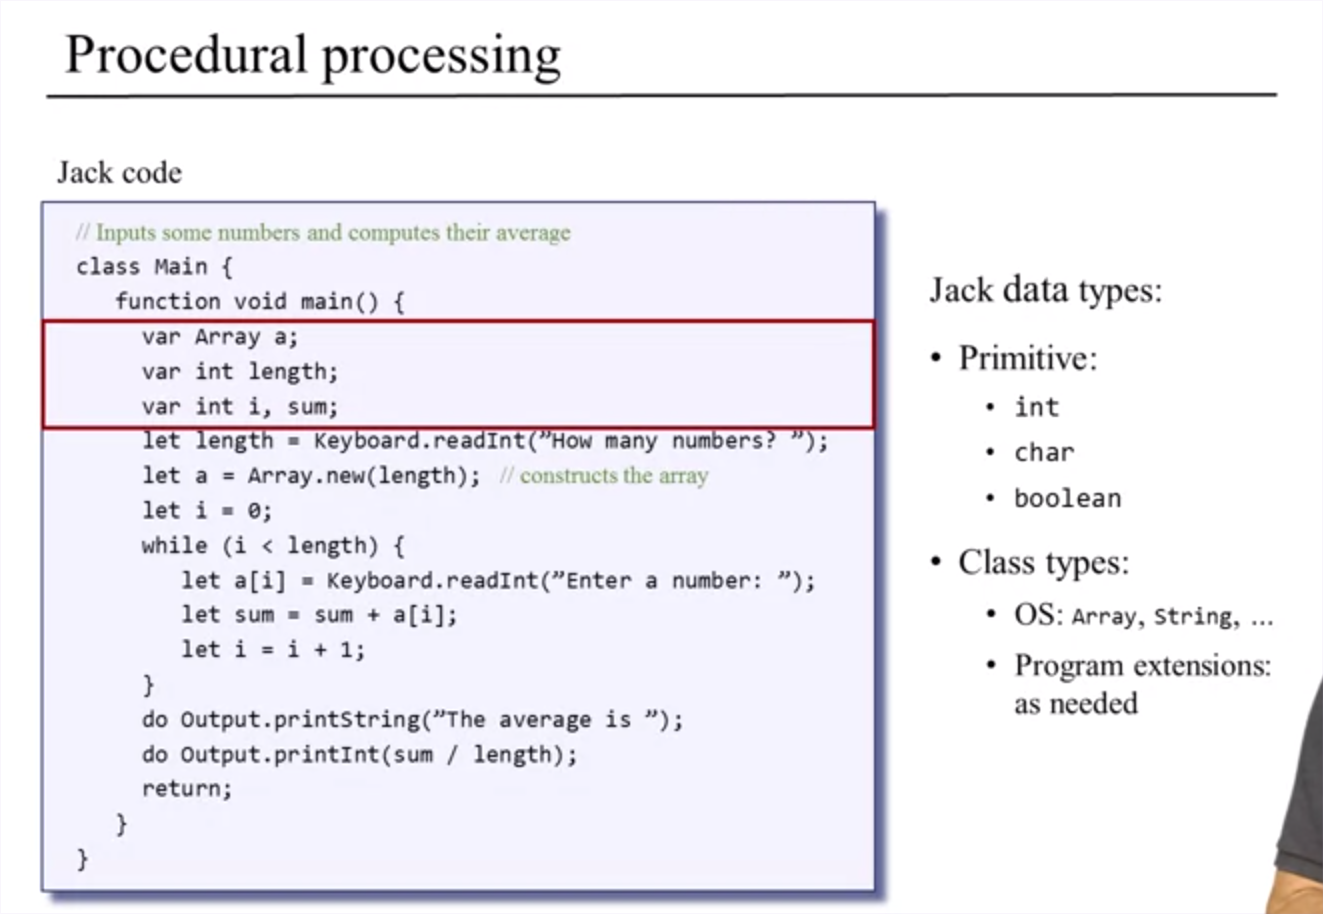 Procedural processing
Jack code
// Inputs some numbers and computes their average
class Main {
function void main() {
var Array a;
var int length;
var int i, sum;
let length = Keyboard.readInt(”How many numbers? ”);
let a = Array.new(length); // constructs the array
let i = 0;
while (i < length) {
let a[i] = Keyboard.readInt(”Enter a number: ”);
let sum = sum + a[i];
let i = i + 1;
}
do Output.printString(”The average is ”);
do Output.printInt(sum / length);
return;
}
}
Jack data types:
• Primitive:
• int
• char
• boolean
• Class types:
• OS: Array, String, ...
• Program extensions:
as needed